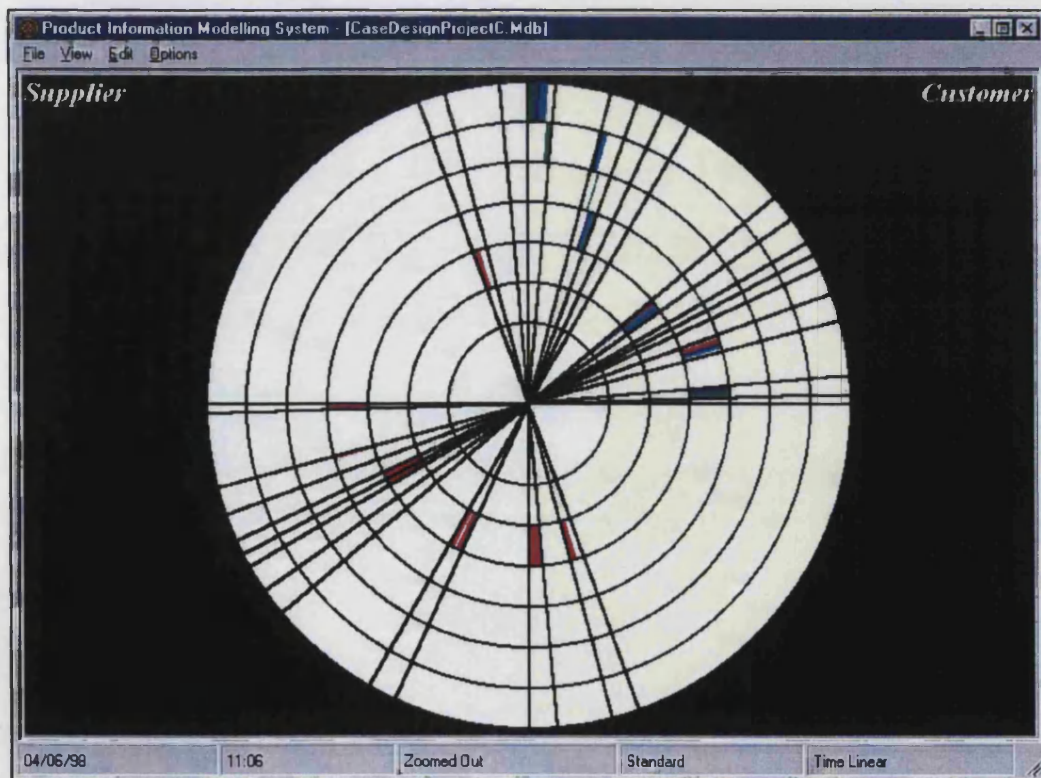 Product Information Modelling System - [CaseDesignProjectC.Mdb]
File View Edit Options
Supplier Customer
04/06/98 11:06 Zoomed Out Standard Time Linear